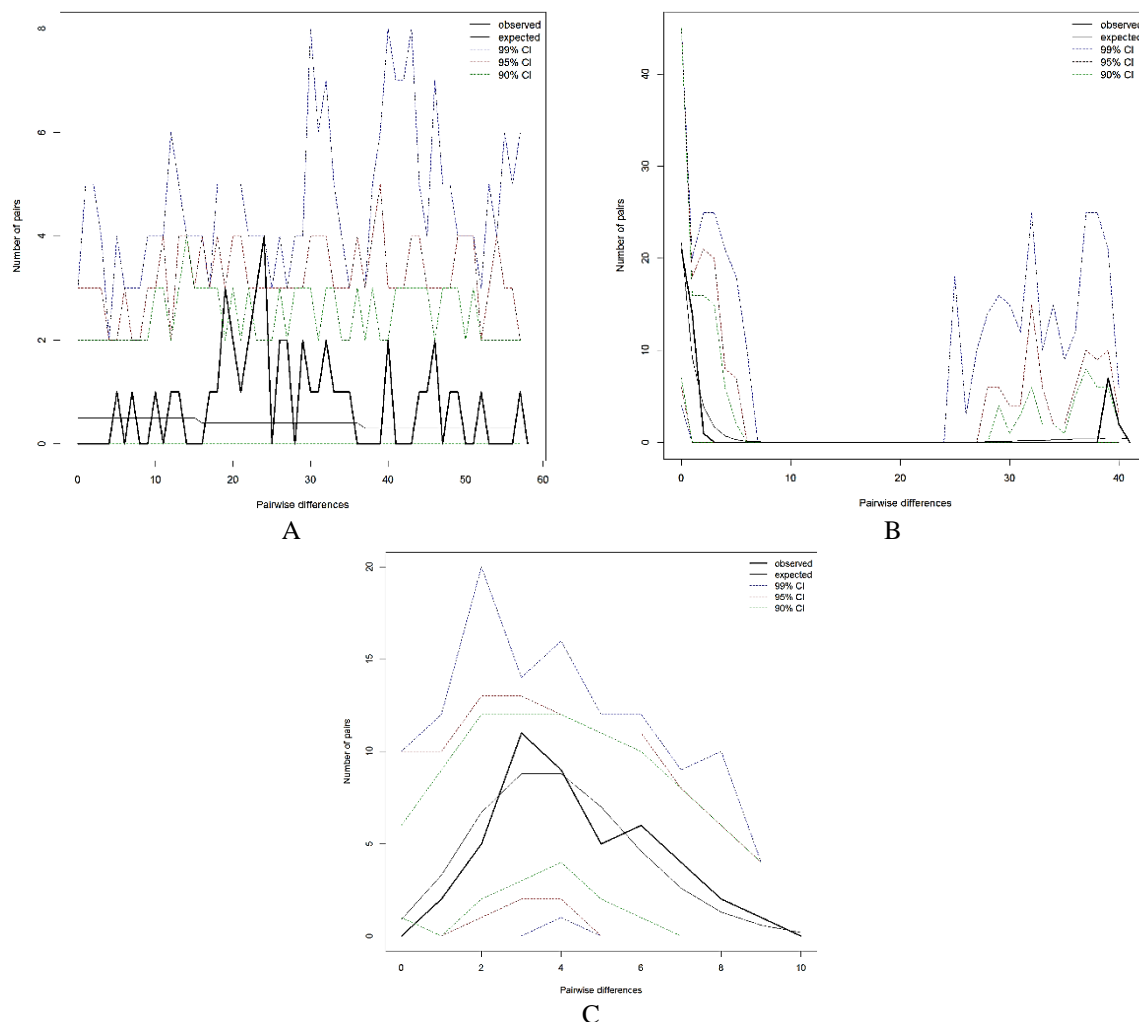 8
6
4
2
0
Number of pairs
0 10 20 30 40 50 60
Pairwise differences
observed
expected
99% CI
95% CI
90% CI
A
40
30
20
10
0
Number of pairs
0 10 20 30 40
Pairwise differences
observed
expected
99% CI
95% CI
90% CI
B
20
15
10
5
0
Number of pairs
0 2 4 6 8 10
Pairwise differences
observed
expected
99% CI
95% CI
90% CI
C